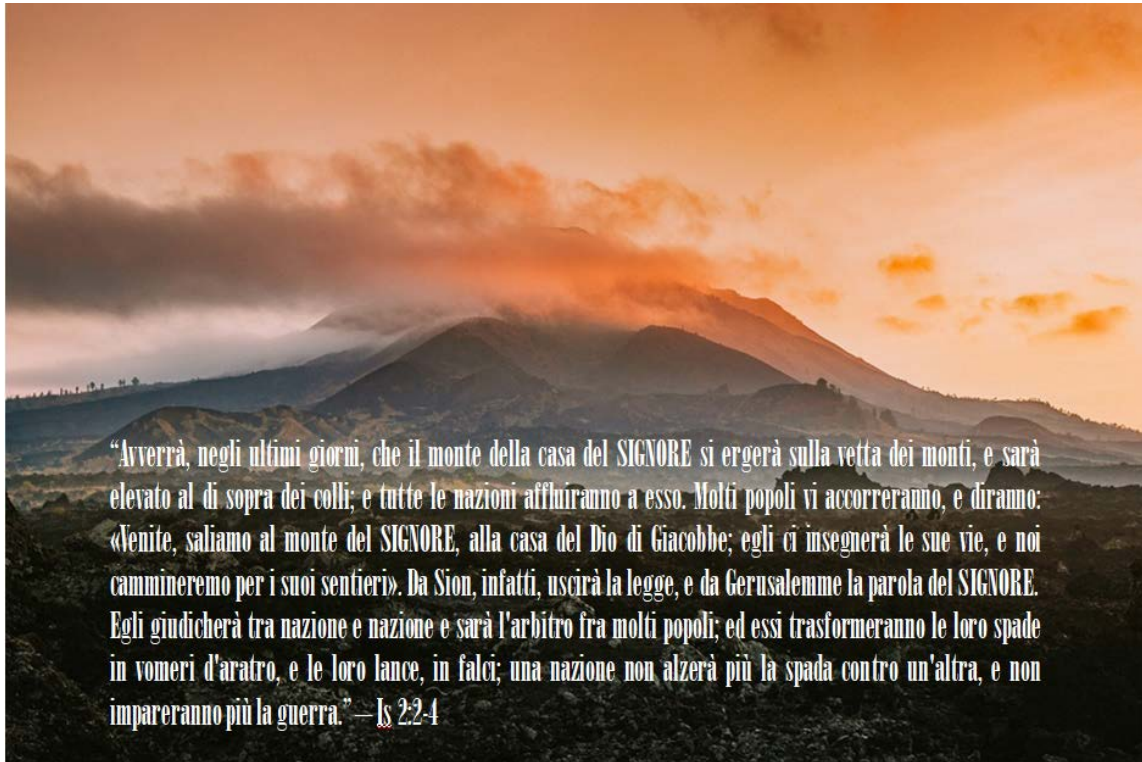 “Avverrà, negli ultimi giorni, che il monte della casa del SIGNORE si ergerà sulla vetta dei monti, e sarà
elevato al di sopra dei colli; e tutte le nazioni affluiranno a esso. Molti popoli vi accorreranno, e diranno:
«Venite, saliamo al monte del SIGNORE, alla casa del Dio di Giacobbe; egli ci insegnerà le sue vie, e noi
cammineremo per i suoi sentieri». Da Sion, infatti, uscirà la legge, e da Gerusalemme la parola del SIGNORE.
Egli giudicherà tra nazione e nazione e sarà l'arbitro fra molti popoli; ed essi trasformeranno le loro spade
in vomeri d'aratro, e le loro lance, in falci; una nazione non alzerà più la spada contro un'altra, e non
impareranno più la guerra.” – Is 2:2-4